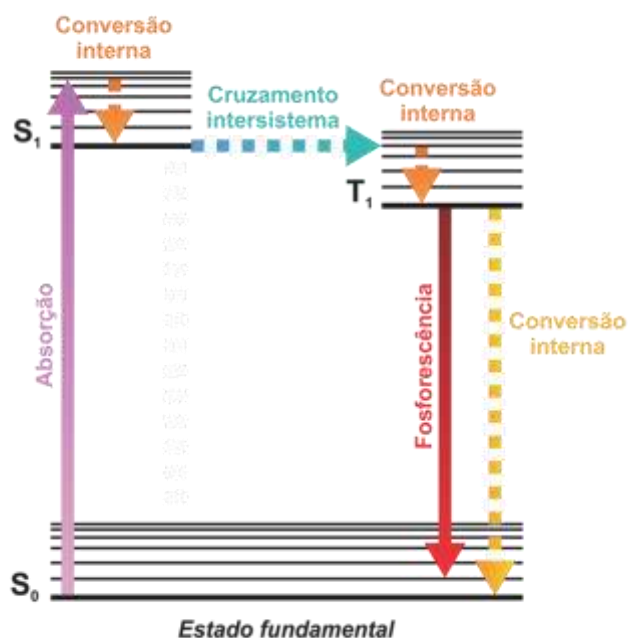 Conversão
interna
Cruzamento
intersistema
Conversão
interna
S₁
T₁
Absorção
Fosforescência
Conversão
interna
S₀
Estado fundamental